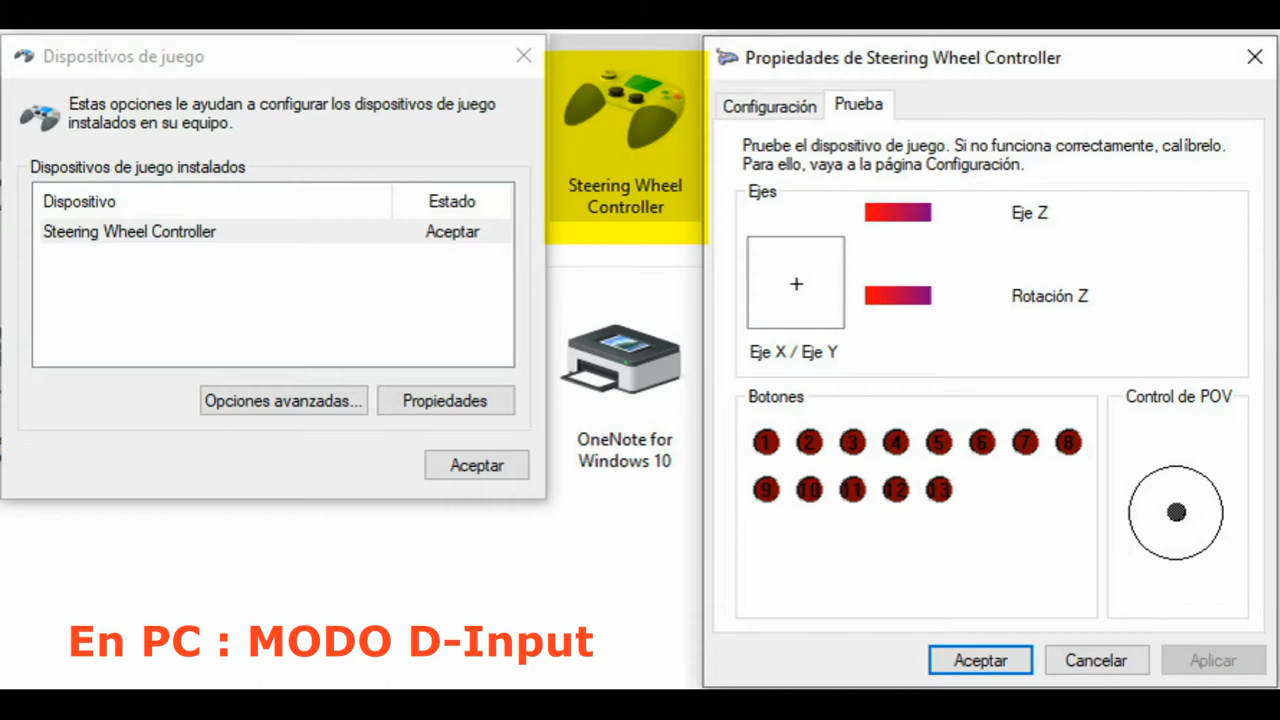 Dispositivos de juego
Estas opciones le ayudan a configurar los dispositivos de juego
instalados en su equipo.
Dispositivos de juego instalados
Dispositivo Estado
Steering Wheel Controller Aceptar
Opciones avanzadas... Propiedades
Aceptar
Steering Wheel
Controller
OneNote for
Windows 10
Propiedades de Steering Wheel Controller
Configuración Prueba
Pruebe el dispositivo de juego. Si no funciona correctamente, calíbrelo.
Para ello, vaya a la página Configuración.
Ejes
Eje Z
Rotación Z
Eje X / Eje Y
Botones
1 2 3 4 5 6 7 8
9 10 11 12 13
Control de POV
Aceptar Cancelar Aplicar
En PC : MODO D-Input